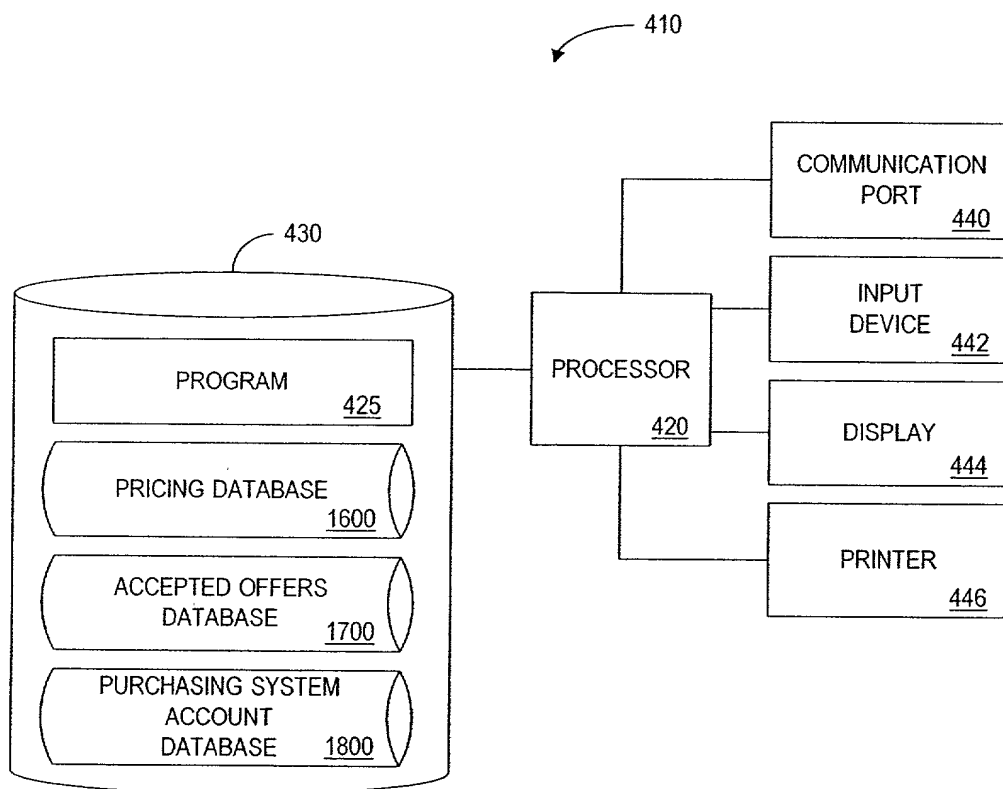 410
430
PROGRAM
425
PRICING DATABASE
1600
ACCEPTED OFFERS
DATABASE
1700
PURCHASING SYSTEM
ACCOUNT
DATABASE
1800
PROCESSOR
420
COMMUNICATION
PORT
440
INPUT
DEVICE
442
DISPLAY
444
PRINTER
446